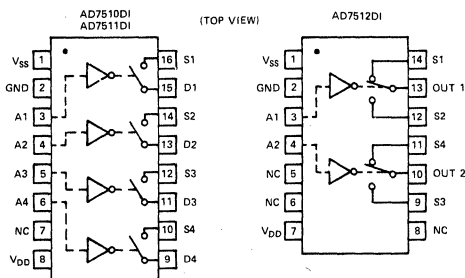 AD7510DI
AD7511DI
(TOP VIEW)
AD7512DI
VSS 1
GND 2
A1 3
A2 4
A3 5
A4 6
NC 7
VDD 8
16 S1
15 D1
14 S2
13 D2
12 S3
11 D3
10 S4
9 D4
VSS 1
GND 2
A1 3
A2 4
NC 5
NC 6
VDD 7
14 S1
13 OUT 1
12 S2
11 S4
10 OUT 2
9 S3
8 NC